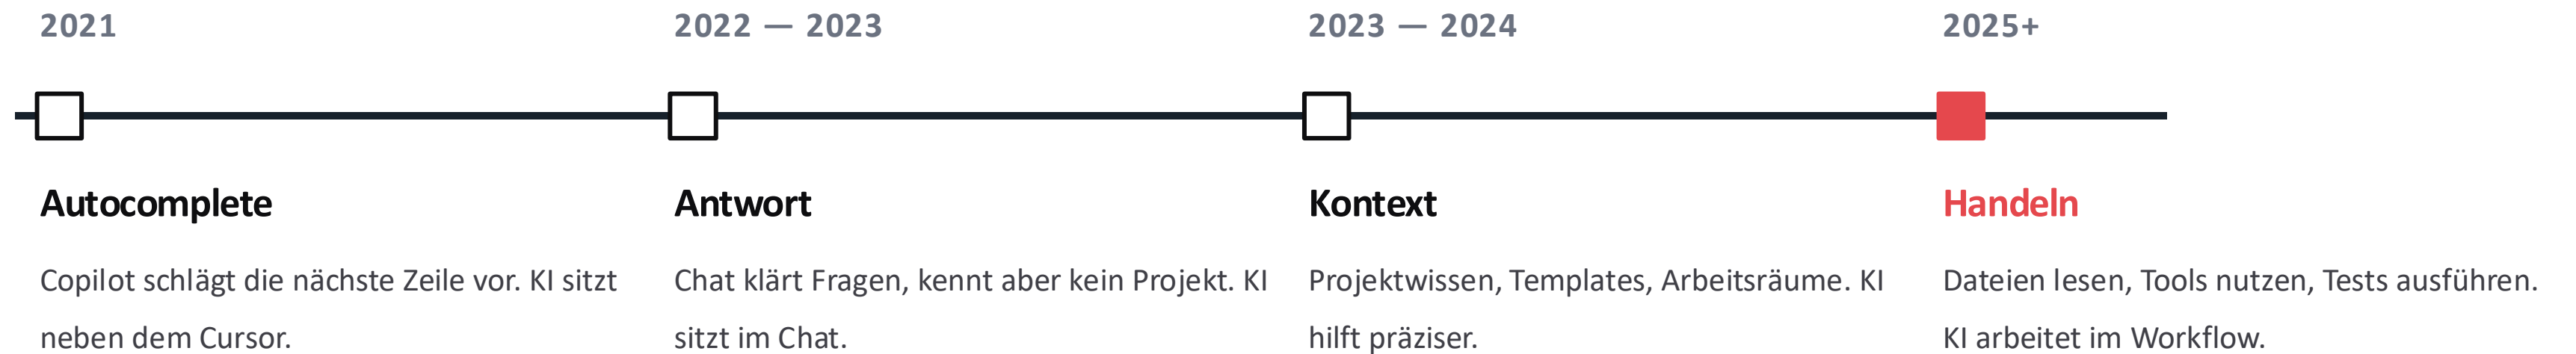 2021
2022 — 2023
2023 — 2024
2025+
Autocomplete
Antwort
Kontext
Handeln
Copilot schlägt die nächste Zeile vor. KI sitzt
neben dem Cursor.
Chat klärt Fragen, kennt aber kein Projekt. KI
sitzt im Chat.
Projektwissen, Templates, Arbeitsräume. KI
hilft präziser.
Dateien lesen, Tools nutzen, Tests ausführen.
KI arbeitet im Workflow.